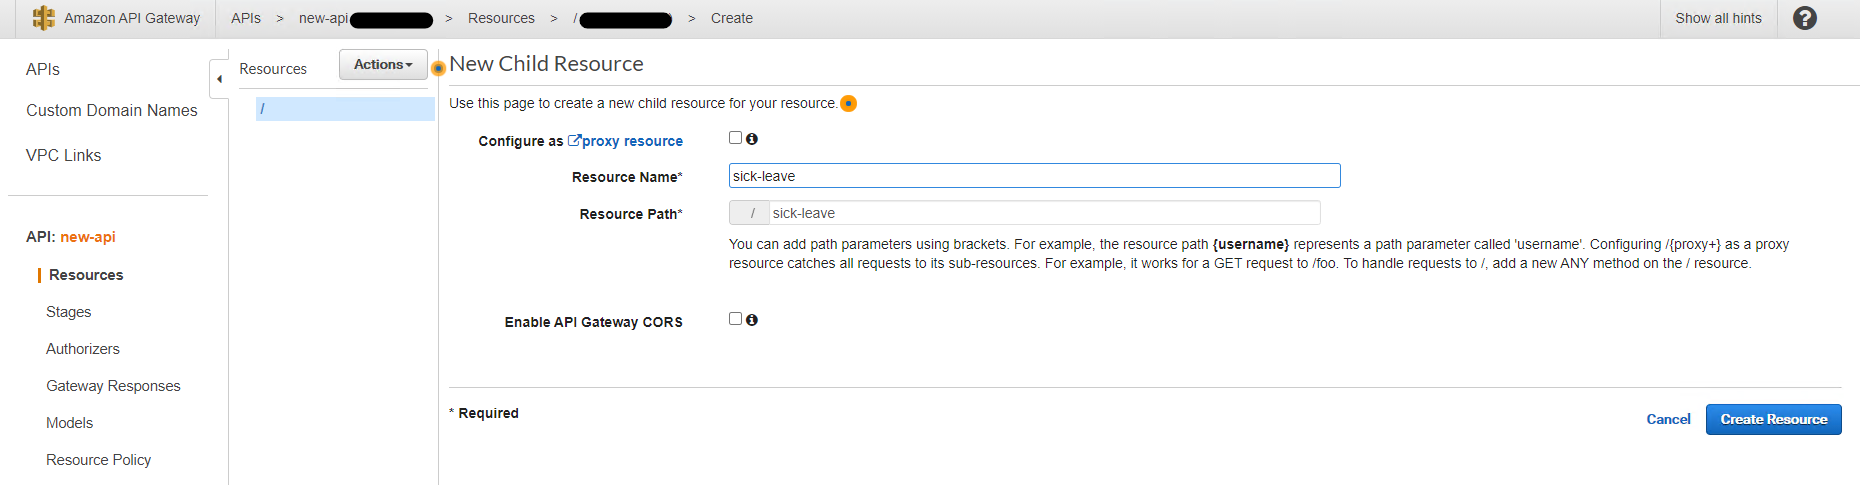 Amazon API Gateway APIs > new-api > Resources > / > Create Show all hints ?
APIs
Custom Domain Names
VPC Links
API: new-api
Resources
Stages
Authorizers
Gateway Responses
Models
Resource Policy
Resources Actions
/
New Child Resource
Use this page to create a new child resource for your resource.
Configure as proxy resource
Resource Name* sick-leave
Resource Path* / sick-leave
You can add path parameters using brackets. For example, the resource path {username} represents a path parameter called 'username'. Configuring /{proxy+} as a proxy
resource catches all requests to its sub-resources. For example, it works for a GET request to /foo. To handle requests to /, add a new ANY method on the / resource.
Enable API Gateway CORS
* Required
Cancel Create Resource